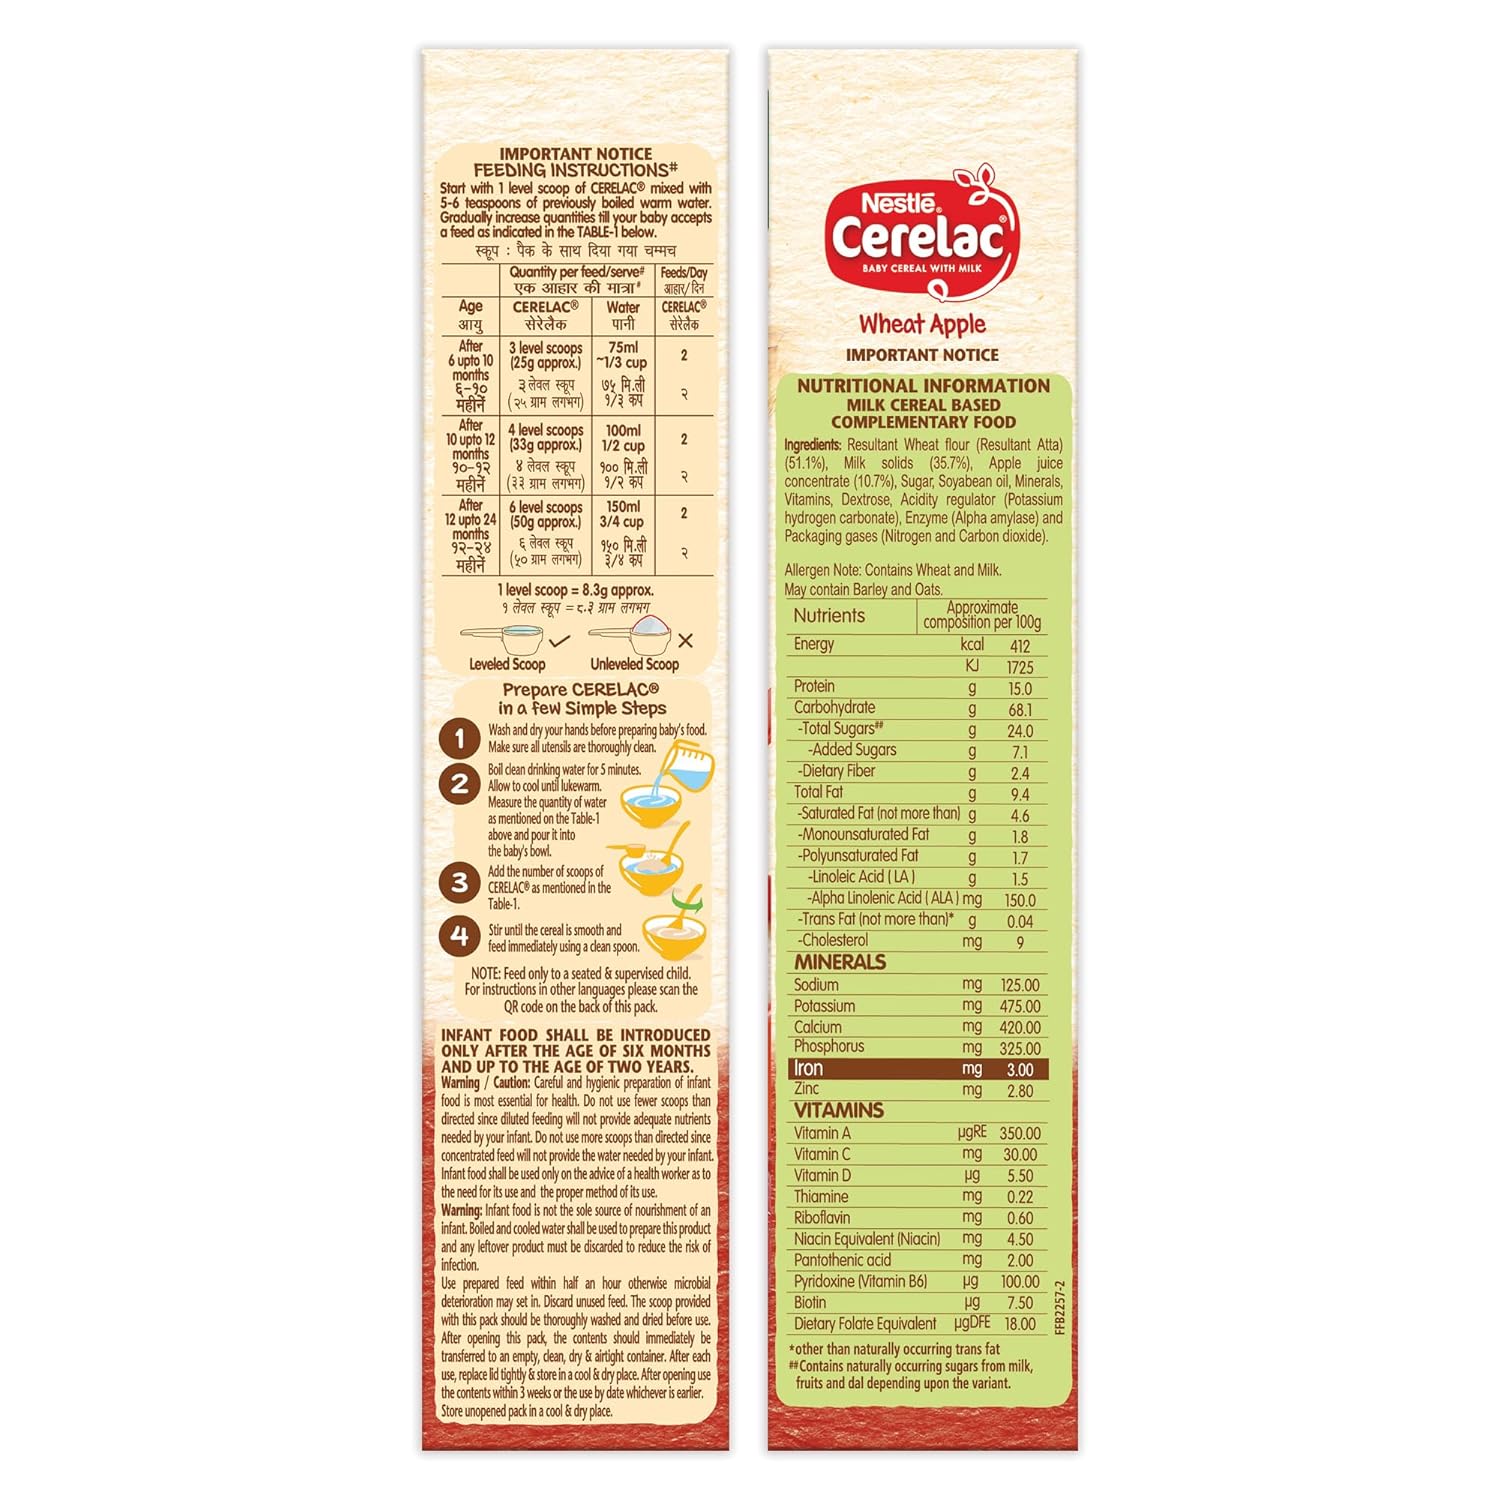 IMPORTANT NOTICE
FEEDING INSTRUCTIONS#
Start with 1 level scoop of CERELAC® mixed with
5-6 teaspoons of previously boiled warm water.
Gradually increase quantities till your baby accepts
a feed as indicated in the TABLE-1 below.
स्कूप : पैक के साथ दिया गया चम्मच
Quantity per feed/serve# Feeds/Day
एक आहार की मात्रा# आहार/दिन
Age CERELAC® Water CERELAC®
आयु सेरेलैक पानी सेरेलैक
After 3 level scoops 75ml
6 upto 10 (25g approx.) ~1/3 cup 2
months
६-१० ३ लेवल स्कूप ७५ मि.ली २
महीनें (२५ ग्राम लगभग) १/३ कप
After 4 level scoops 100ml
10 upto 12 (33g approx.) 1/2 cup 2
months
१०-१२ ४ लेवल स्कूप १०० मि.ली २
महीनें (३३ ग्राम लगभग) १/२ कप
After 6 level scoops 150ml
12 upto 24 (50g approx.) 3/4 cup 2
months
१२-२४ ६ लेवल स्कूप १५० मि.ली २
महीनें (५० ग्राम लगभग) ३/४ कप
1 level scoop = 8.3g approx.
१ लेवल स्कूप = ८.३ ग्राम लगभग
Leveled Scoop Unleveled Scoop
Prepare CERELAC®
in a few Simple Steps
1 Wash and dry your hands before preparing baby's food.
Make sure all utensils are thoroughly clean.
2 Boil clean drinking water for 5 minutes.
Allow to cool until lukewarm.
Measure the quantity of water
as mentioned on the Table-1
above and pour it into
the baby's bowl.
3 Add the number of scoops of
CERELAC® as mentioned in the
Table-1.
4 Stir until the cereal is smooth and
feed immediately using a clean spoon.
NOTE: Feed only to a seated & supervised child.
For instructions in other languages please scan the
QR code on the back of this pack.
INFANT FOOD SHALL BE INTRODUCED
ONLY AFTER THE AGE OF SIX MONTHS
AND UP TO THE AGE OF TWO YEARS.
Warning / Caution: Careful and hygienic preparation of infant
food is most essential for health. Do not use fewer scoops than
directed since diluted feeding will not provide adequate nutrients
needed by your infant. Do not use more scoops than directed since
concentrated feed will not provide the water needed by your infant.
Infant food shall be used only on the advice of a health worker as to
the need for its use and the proper method of its use.
Warning: Infant food is not the sole source of nourishment of an
infant. Boiled and cooled water shall be used to prepare this product
and any leftover product must be discarded to reduce the risk of
infection.
Use prepared feed within half an hour otherwise microbial
deterioration may set in. Discard unused feed. The scoop provided
with this pack should be thoroughly washed and dried before use.
After opening this pack, the contents should immediately be
transferred to an empty, clean, dry & airtight container. After each
use, replace lid tightly & store in a cool & dry place. After opening use
the contents within 3 weeks or the use by date whichever is earlier.
Store unopened pack in a cool & dry place.
Nestlé®
Cerelac®
BABY CEREAL WITH MILK
Wheat Apple
IMPORTANT NOTICE
NUTRITIONAL INFORMATION
MILK CEREAL BASED
COMPLEMENTARY FOOD
Ingredients: Resultant Wheat flour (Resultant Atta)
(51.1%), Milk solids (35.7%), Apple juice
concentrate (10.7%), Sugar, Soyabean oil, Minerals,
Vitamins, Dextrose, Acidity regulator (Potassium
hydrogen carbonate), Enzyme (Alpha amylase) and
Packaging gases (Nitrogen and Carbon dioxide).
Allergen Note: Contains Wheat and Milk.
May contain Barley and Oats.
Nutrients Approximate
composition per 100g
Energy kcal 412
KJ 1725
Protein g 15.0
Carbohydrate g 68.1
-Total Sugars## g 24.0
-Added Sugars g 7.1
-Dietary Fiber g 2.4
Total Fat g 9.4
-Saturated Fat (not more than) g 4.6
-Monounsaturated Fat g 1.8
-Polyunsaturated Fat g 1.7
-Linoleic Acid ( LA ) g 1.5
-Alpha Linolenic Acid ( ALA ) mg 150.0
-Trans Fat (not more than)* g 0.04
-Cholesterol mg 9
MINERALS
Sodium mg 125.00
Potassium mg 475.00
Calcium mg 420.00
Phosphorus mg 325.00
Iron mg 3.00
Zinc mg 2.80
VITAMINS
Vitamin A µgRE 350.00
Vitamin C mg 30.00
Vitamin D µg 5.50
Thiamine mg 0.22
Riboflavin mg 0.60
Niacin Equivalent (Niacin) mg 4.50
Pantothenic acid mg 2.00
Pyridoxine (Vitamin B6) µg 100.00
Biotin µg 7.50
Dietary Folate Equivalent µgDFE 18.00
*other than naturally occurring trans fat
##Contains naturally occurring sugars from milk,
fruits and dal depending upon the variant.
FFB2257-2